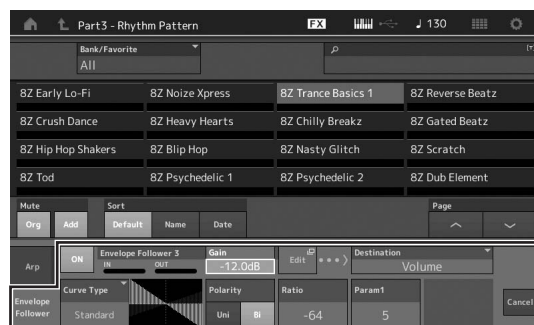 Part3 - Rhythm Pattern FX 130
Bank/Favorite
All
8Z Early Lo-Fi 8Z Noize Xpress 8Z Trance Basics 1 8Z Reverse Beatz
8Z Crush Dance 8Z Heavy Hearts 8Z Chilly Breakz 8Z Gated Beatz
8Z Hip Hop Shakers 8Z Blip Hop 8Z Nasty Glitch 8Z Scratch
8Z Tod 8Z Psychedelic 1 8Z Psychedelic 2 8Z Dub Element
Mute Sort Page
Org Add Default Name Date
Arp ON Envelope Follower 3 Gain Edit Destination
IN OUT -12.0dB Volume
Envelope Follower Curve Type Polarity Ratio Param1 Cancel
Standard Uni Bi -64 5